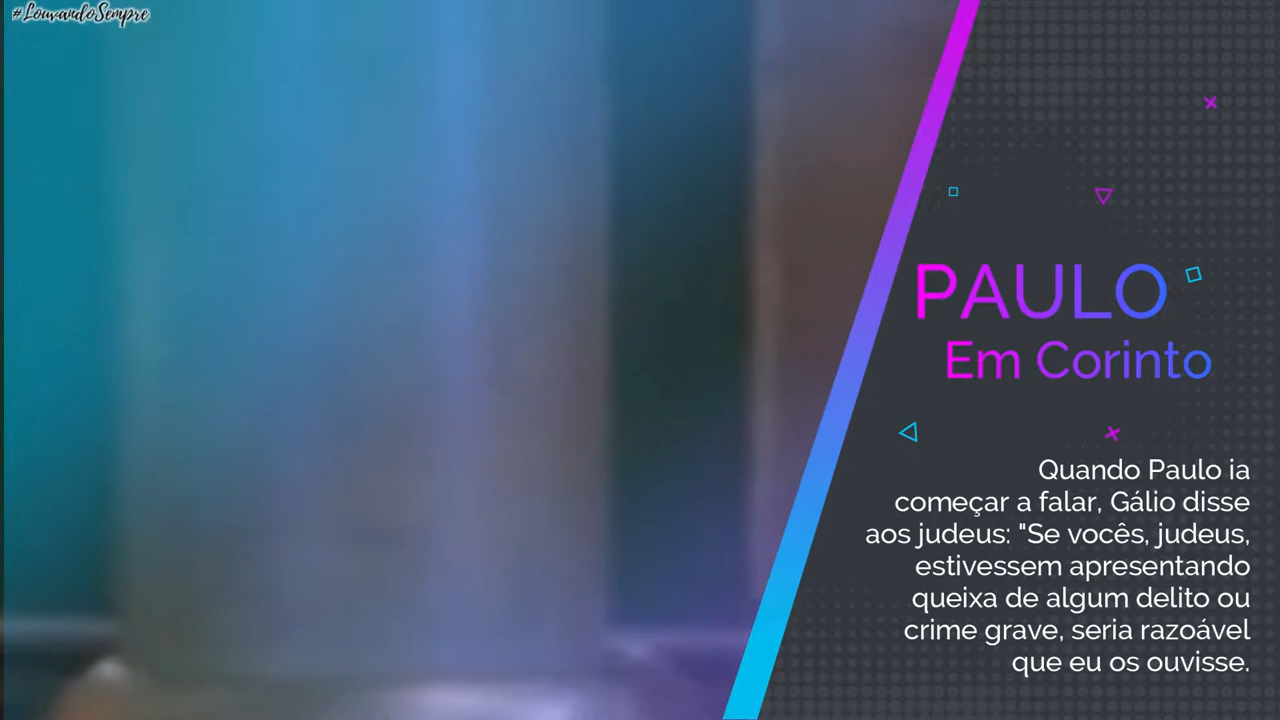 #LouvandoSempre
PAULO
Em Corinto
Quando Paulo ia
começar a falar, Gálio disse
aos judeus: "Se vocês, judeus,
estivessem apresentando
queixa de algum delito ou
crime grave, seria razoável
que eu os ouvisse.